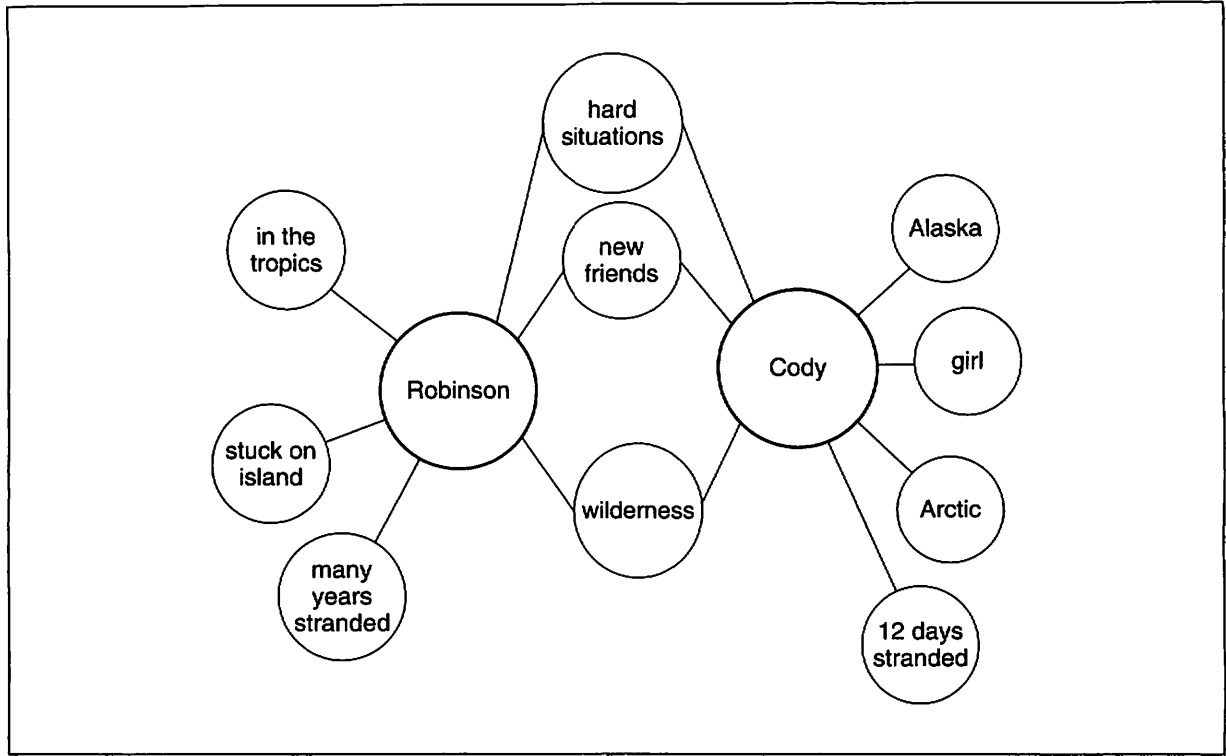 hard
situations
new
friends
in the
tropics
Alaska
Robinson
Cody
girl
stuck on
island
wilderness
Arctic
many
years
stranded
12 days
stranded